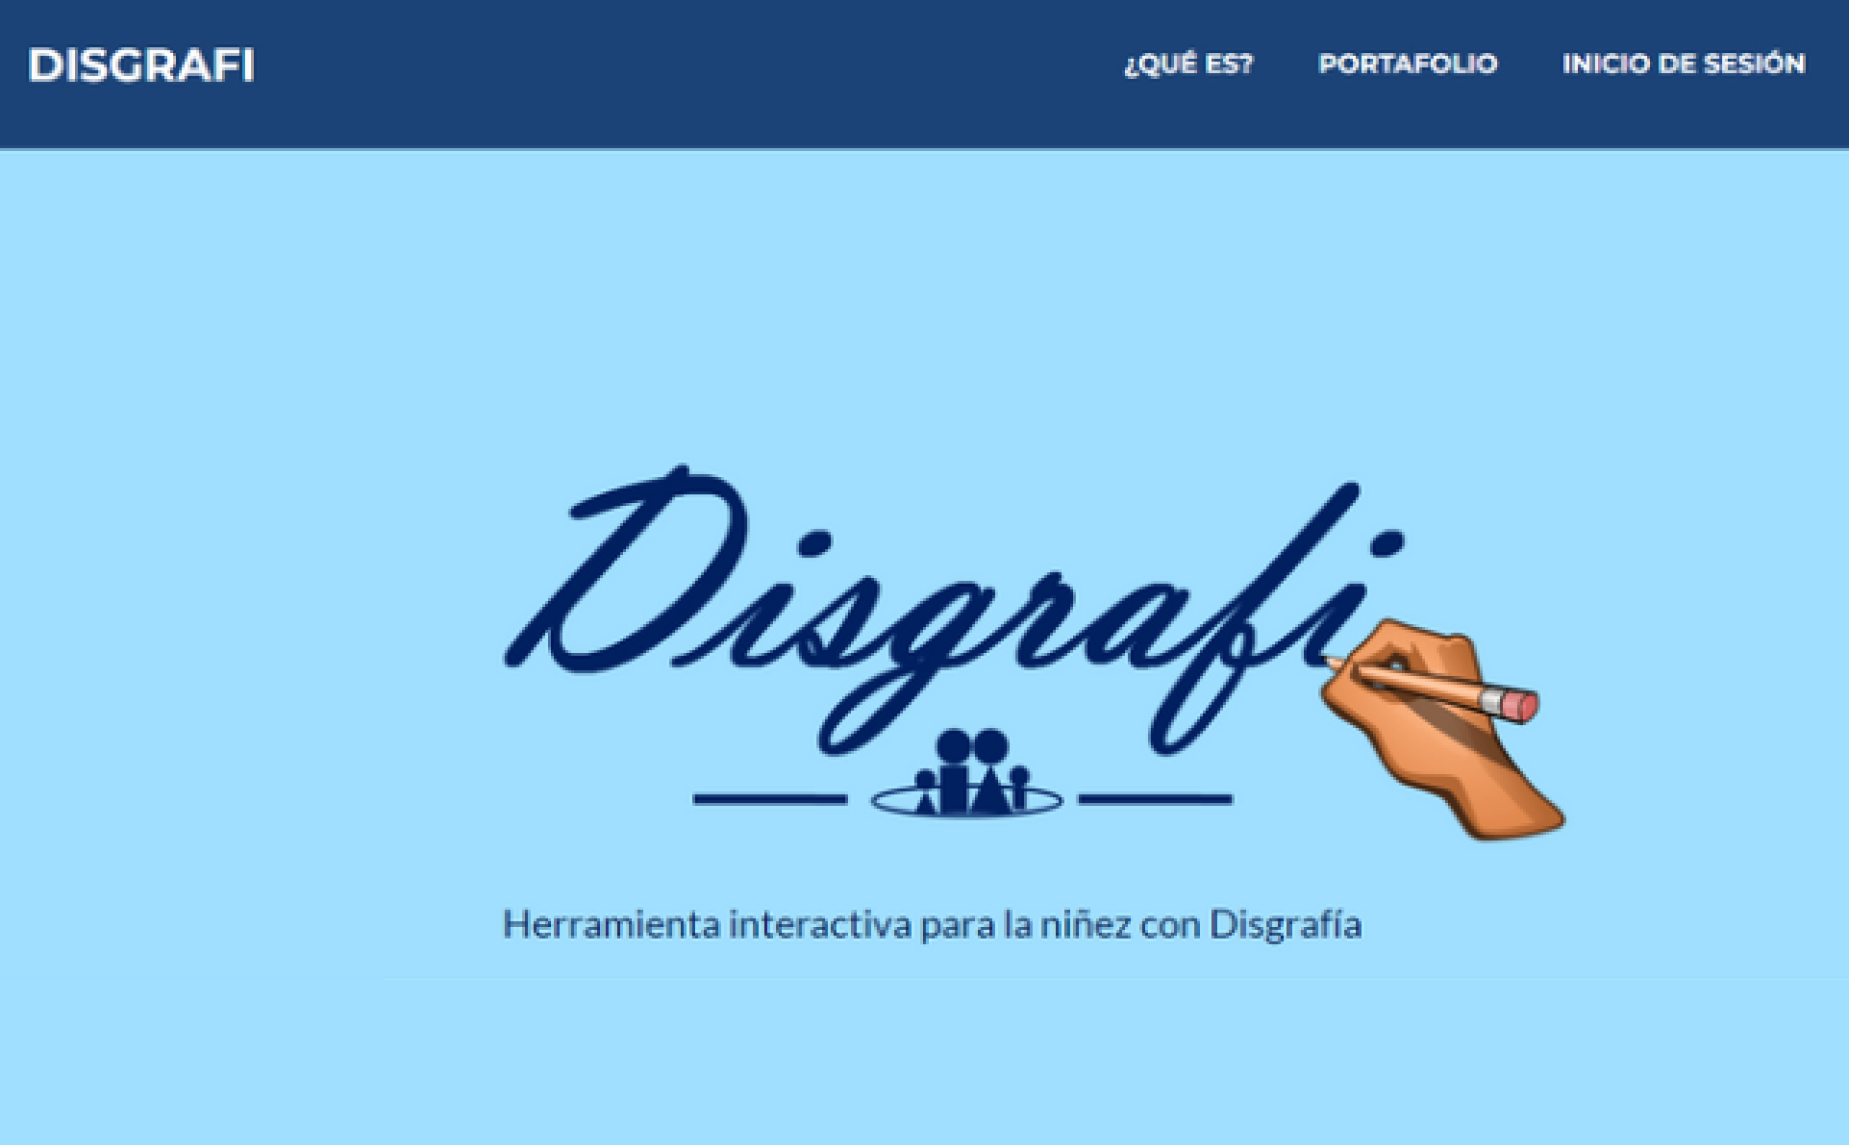 DISGRAFI
¿QUÉ ES? PORTAFOLIO INICIO DE SESIÓN
Disgrafi
Herramienta interactiva para la niñez con Disgrafía